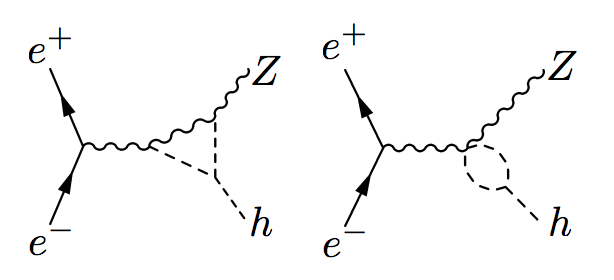 e⁺ Z e⁺ Z
e⁻ h e⁻ h